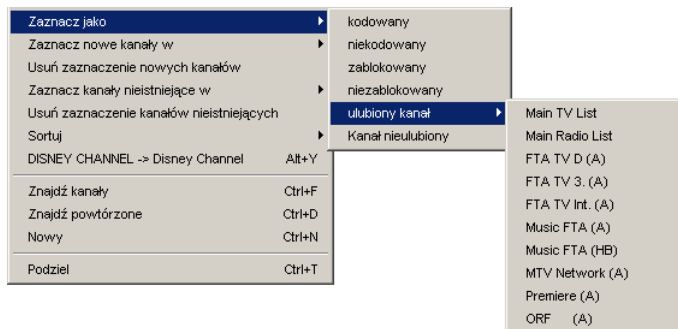 Zaznacz jako
Zaznacz nowe kanały w
Usuń zaznaczenie nowych kanałów
Zaznacz kanały nieistniejące w
Usuń zaznaczenie kanałów nieistniejących
Sortuj
DISNEY CHANNEL -> Disney Channel Alt+Y
Znajdź kanały Ctrl+F
Znajdź powtórzone Ctrl+D
Nowy Ctrl+N
Podziel Ctrl+T
kodowany
niekodowany
zablokowany
niezablokowany
ulubiony kanał
Kanał nieulubiony
Main TV List
Main Radio List
FTA TV D (A)
FTA TV 3. (A)
FTA TV Int. (A)
Music FTA (A)
Music FTA (HB)
MTV Network (A)
Premiere (A)
ORF (A)